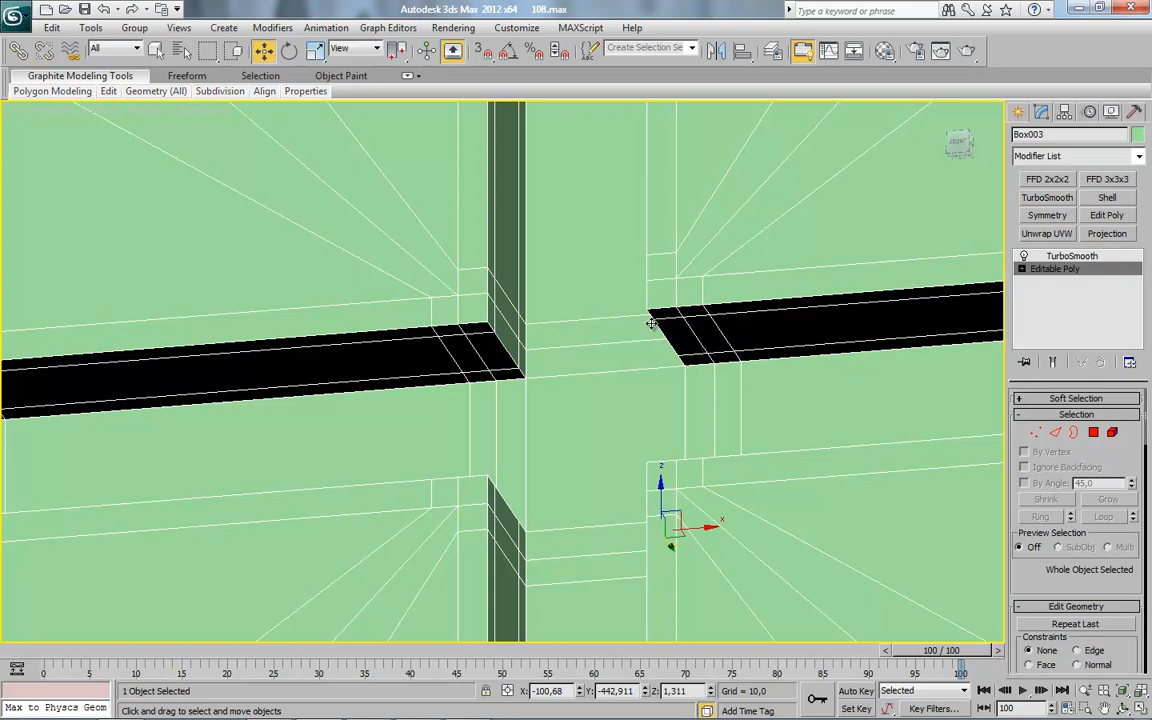 Autodesk 3ds Max 2012 x64 108.max
Type a keyword or phrase
Edit Tools Group Views Create Modifiers Animation Graph Editors Rendering Customize MAXScript Help
All View Create Selection Se
Graphite Modeling Tools Freeform Selection Object Paint
Polygon Modeling Edit Geometry (All) Subdivision Align Properties
Box003
Modifier List
FFD 2x2x2 FFD 3x3x3
TurboSmooth Shell
Symmetry Edit Poly
Unwrap UVW Projection
TurboSmooth
Editable Poly
FRONT
+ Soft Selection
- Selection
By Vertex
Ignore Backfacing
By Angle: 45,0
Shrink Grow
Ring Loop
Preview Selection
Off SubObj Multi
Whole Object Selected
- Edit Geometry
Repeat Last
Constraints
None Edge
Face Normal
z
x
100 / 100
0 5 10 15 20 25 30 35 40 45 50 55 60 65 70 75 80 85 90 95 100
1 Object Selected X: -100,68 Y: -442,911 Z: 1,311 Grid = 10,0 Auto Key Selected
Max to Physcs Geom Click and drag to select and move objects Add Time Tag Set Key Key Filters... 100